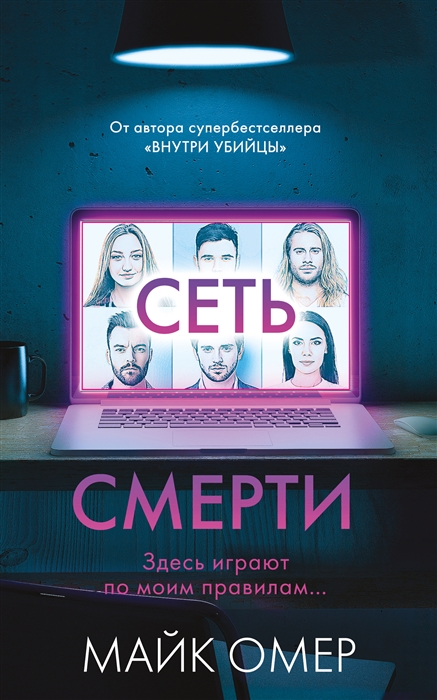 От автора супербестселлера
«ВНУТРИ УБИЙЦЫ»
СЕТЬ
СМЕРТИ
Здесь играют
по моим правилам...
МАЙК ОМЕР